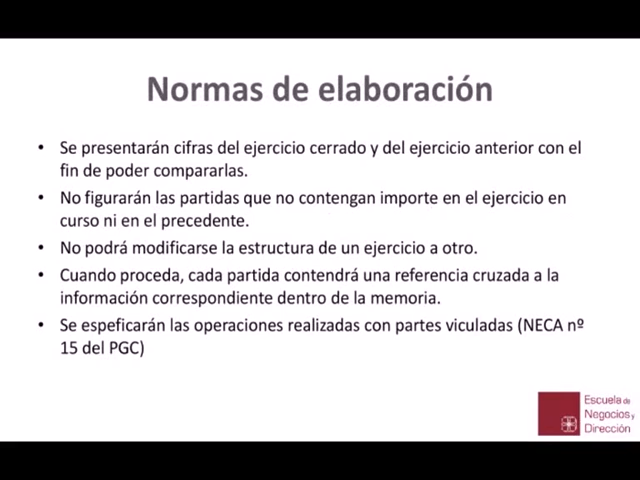 Normas de elaboración
• Se presentarán cifras del ejercicio cerrado y del ejercicio anterior con el
fin de poder compararlas.
• No figurarán las partidas que no contengan importe en el ejercicio en
curso ni en el precedente.
• No podrá modificarse la estructura de un ejercicio a otro.
• Cuando proceda, cada partida contendrá una referencia cruzada a la
información correspondiente dentro de la memoria.
• Se espeficarán las operaciones realizadas con partes viculadas (NECA nº
15 del PGC)
Escuela de
Negocios y
Dirección